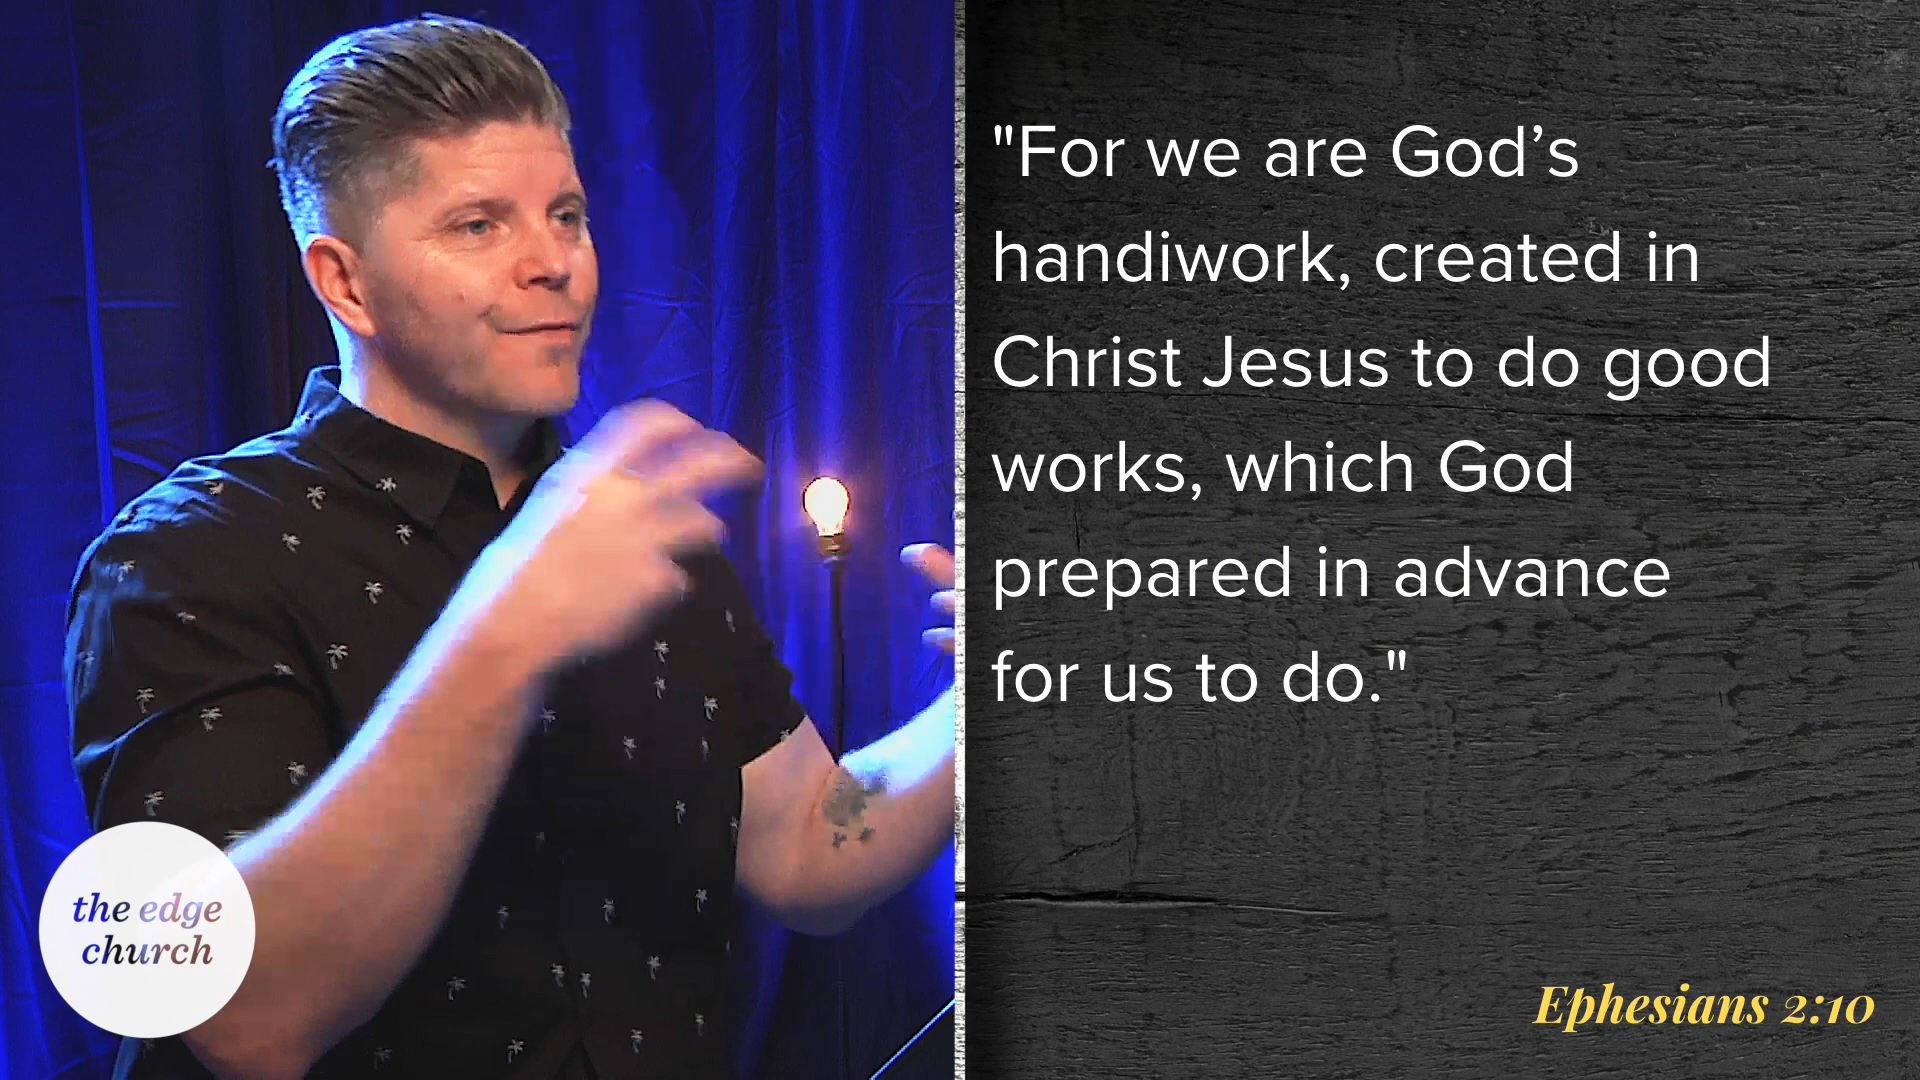 "For we are God’s
handiwork, created in
Christ Jesus to do good
works, which God
prepared in advance
for us to do."
the edge
church
Ephesians 2:10